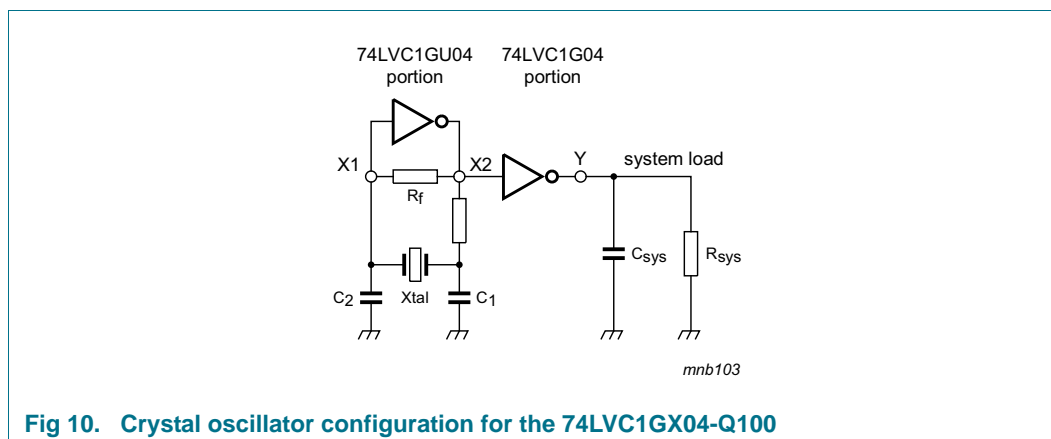 74LVC1GU04 74LVC1G04
portion portion
X1 X2 Y system load
Rf
Csys Rsys
C2 Xtal C1
mnb103
Fig 10. Crystal oscillator configuration for the 74LVC1GX04-Q100